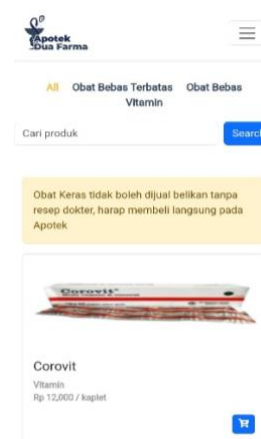 Apotek
Dua Farma
All Obat Bebas Terbatas Obat Bebas
Vitamin
Cari produk
Search
Obat Keras tidak boleh dijual belikan tanpa
resep dokter, harap membeli langsung pada
Apotek
Corovit
Corovit
Vitamin
Rp 12,000 / kaplet